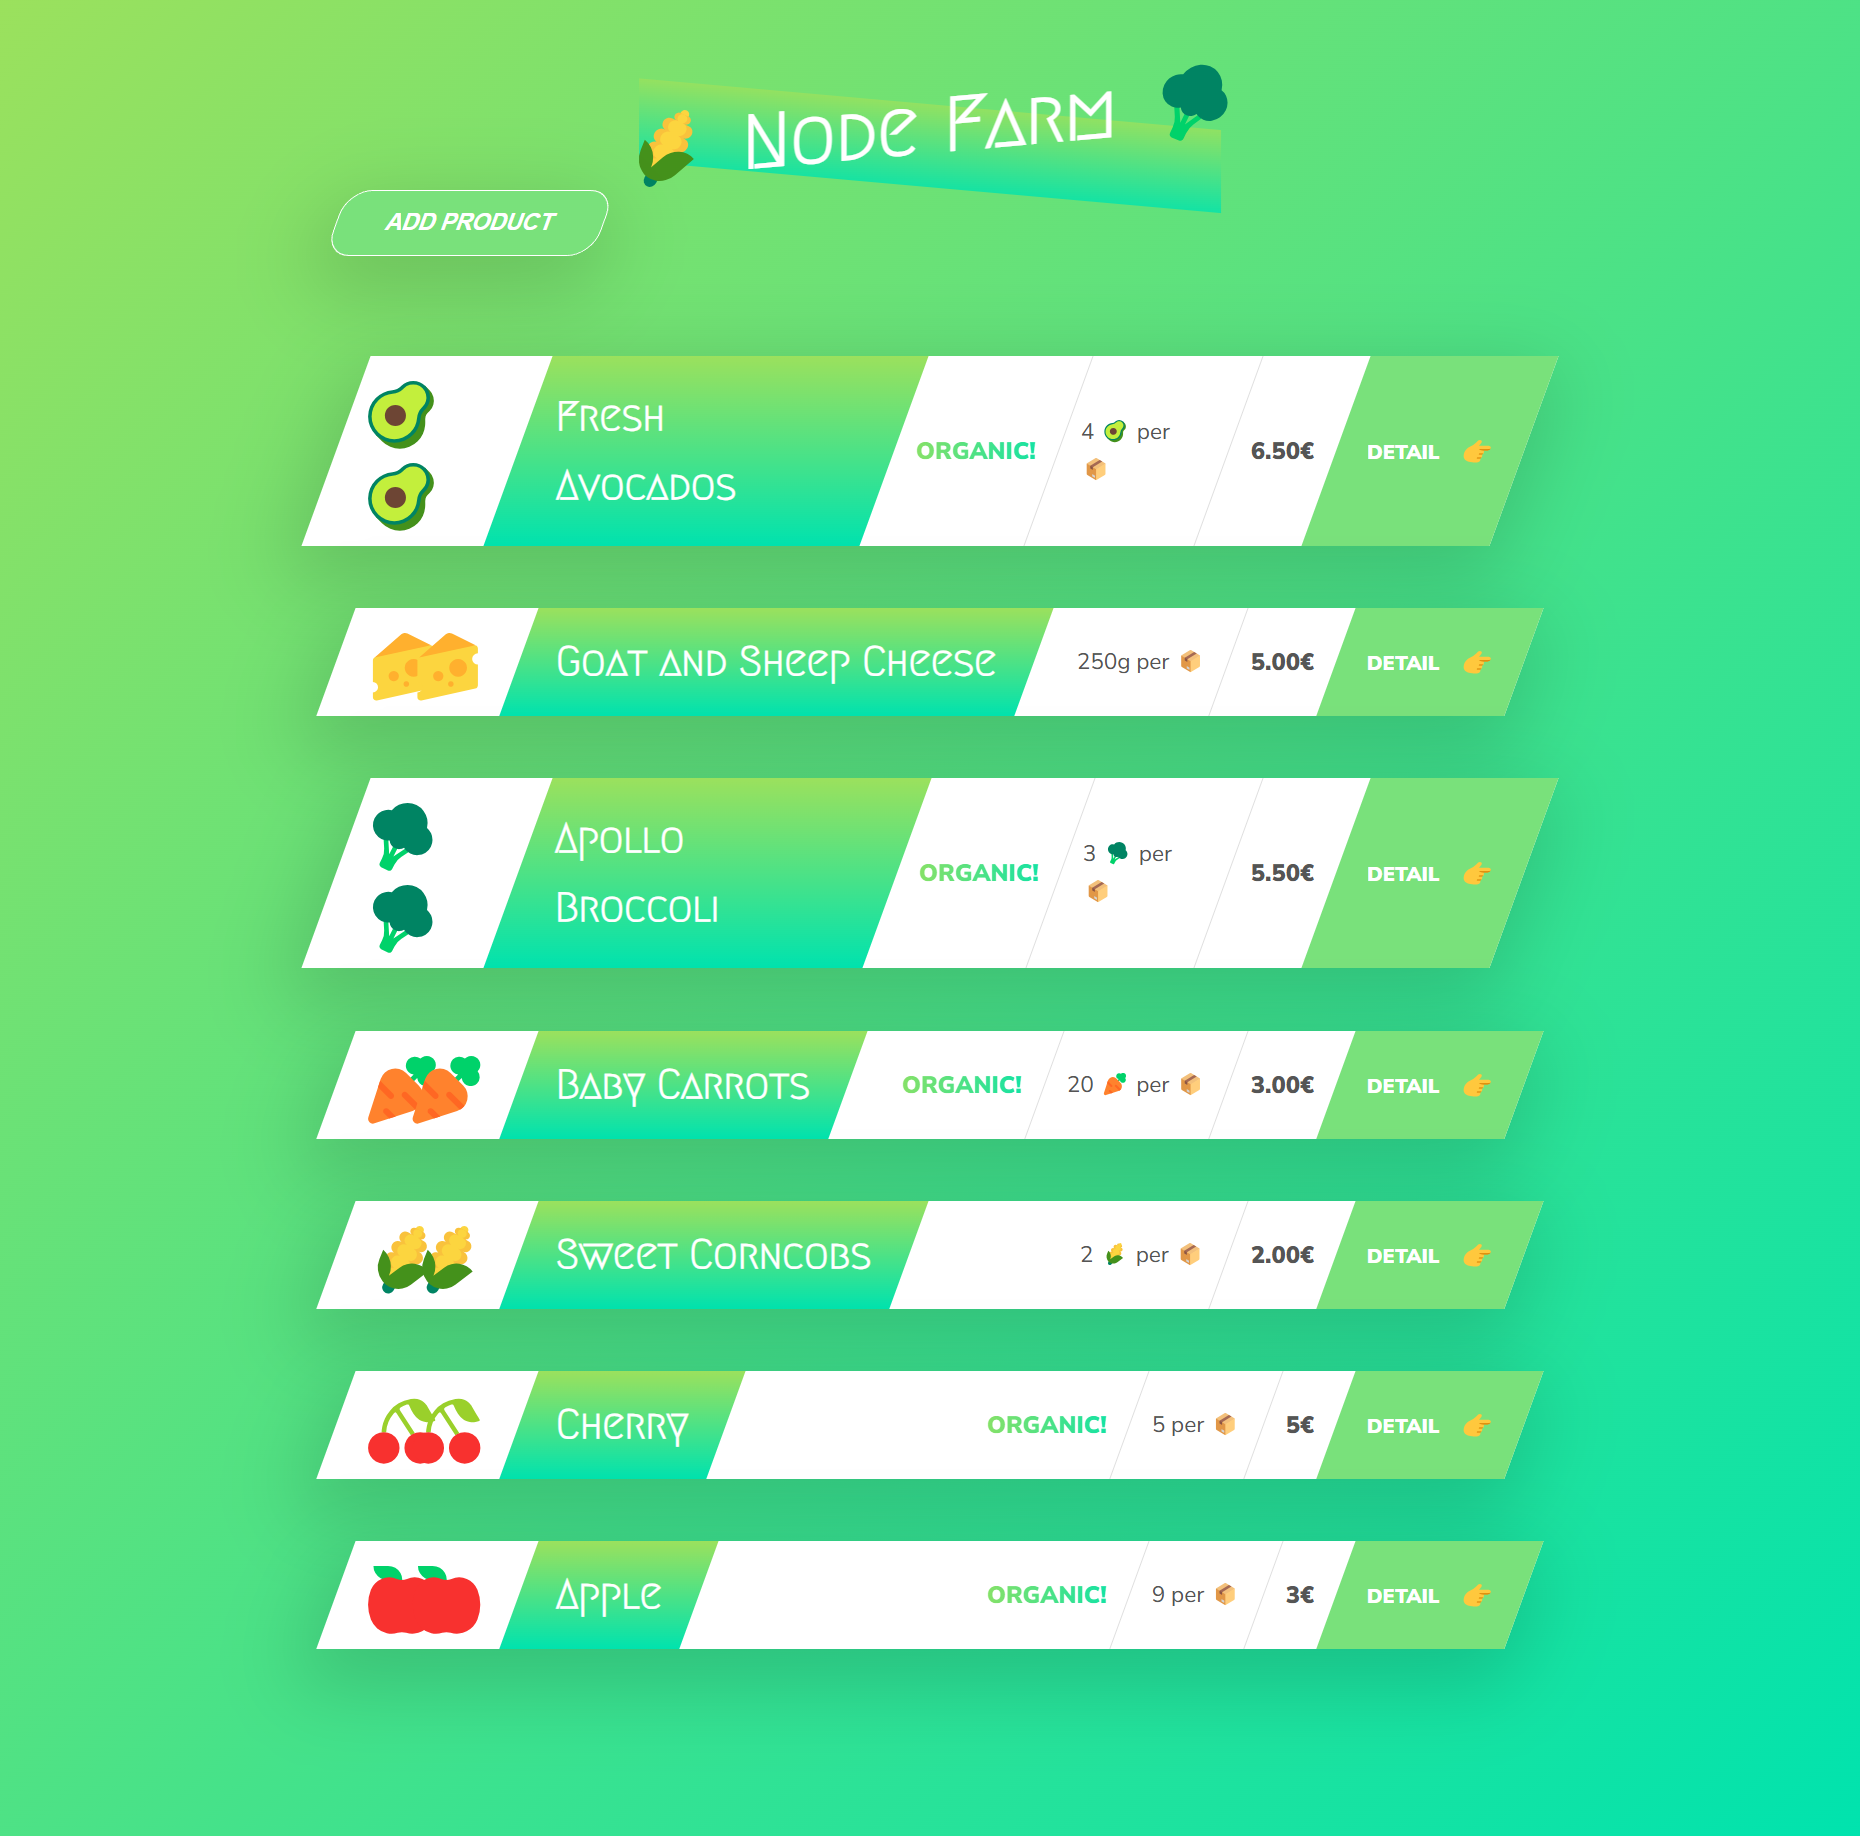 Node Farm
ADD PRODUCT
Fresh
Avocados
ORGANIC!
4 🥑 per
📦
6.50€
DETAIL 👉
Goat and Sheep Cheese
250g per 📦
5.00€
DETAIL 👉
Apollo
Broccoli
ORGANIC!
3 🥦 per
📦
5.50€
DETAIL 👉
Baby Carrots
ORGANIC!
20 🥕 per 📦
3.00€
DETAIL 👉
Sweet Corncobs
2 🌽 per 📦
2.00€
DETAIL 👉
Cherry
ORGANIC!
5 per 📦
5€
DETAIL 👉
Apple
ORGANIC!
9 per 📦
3€
DETAIL 👉